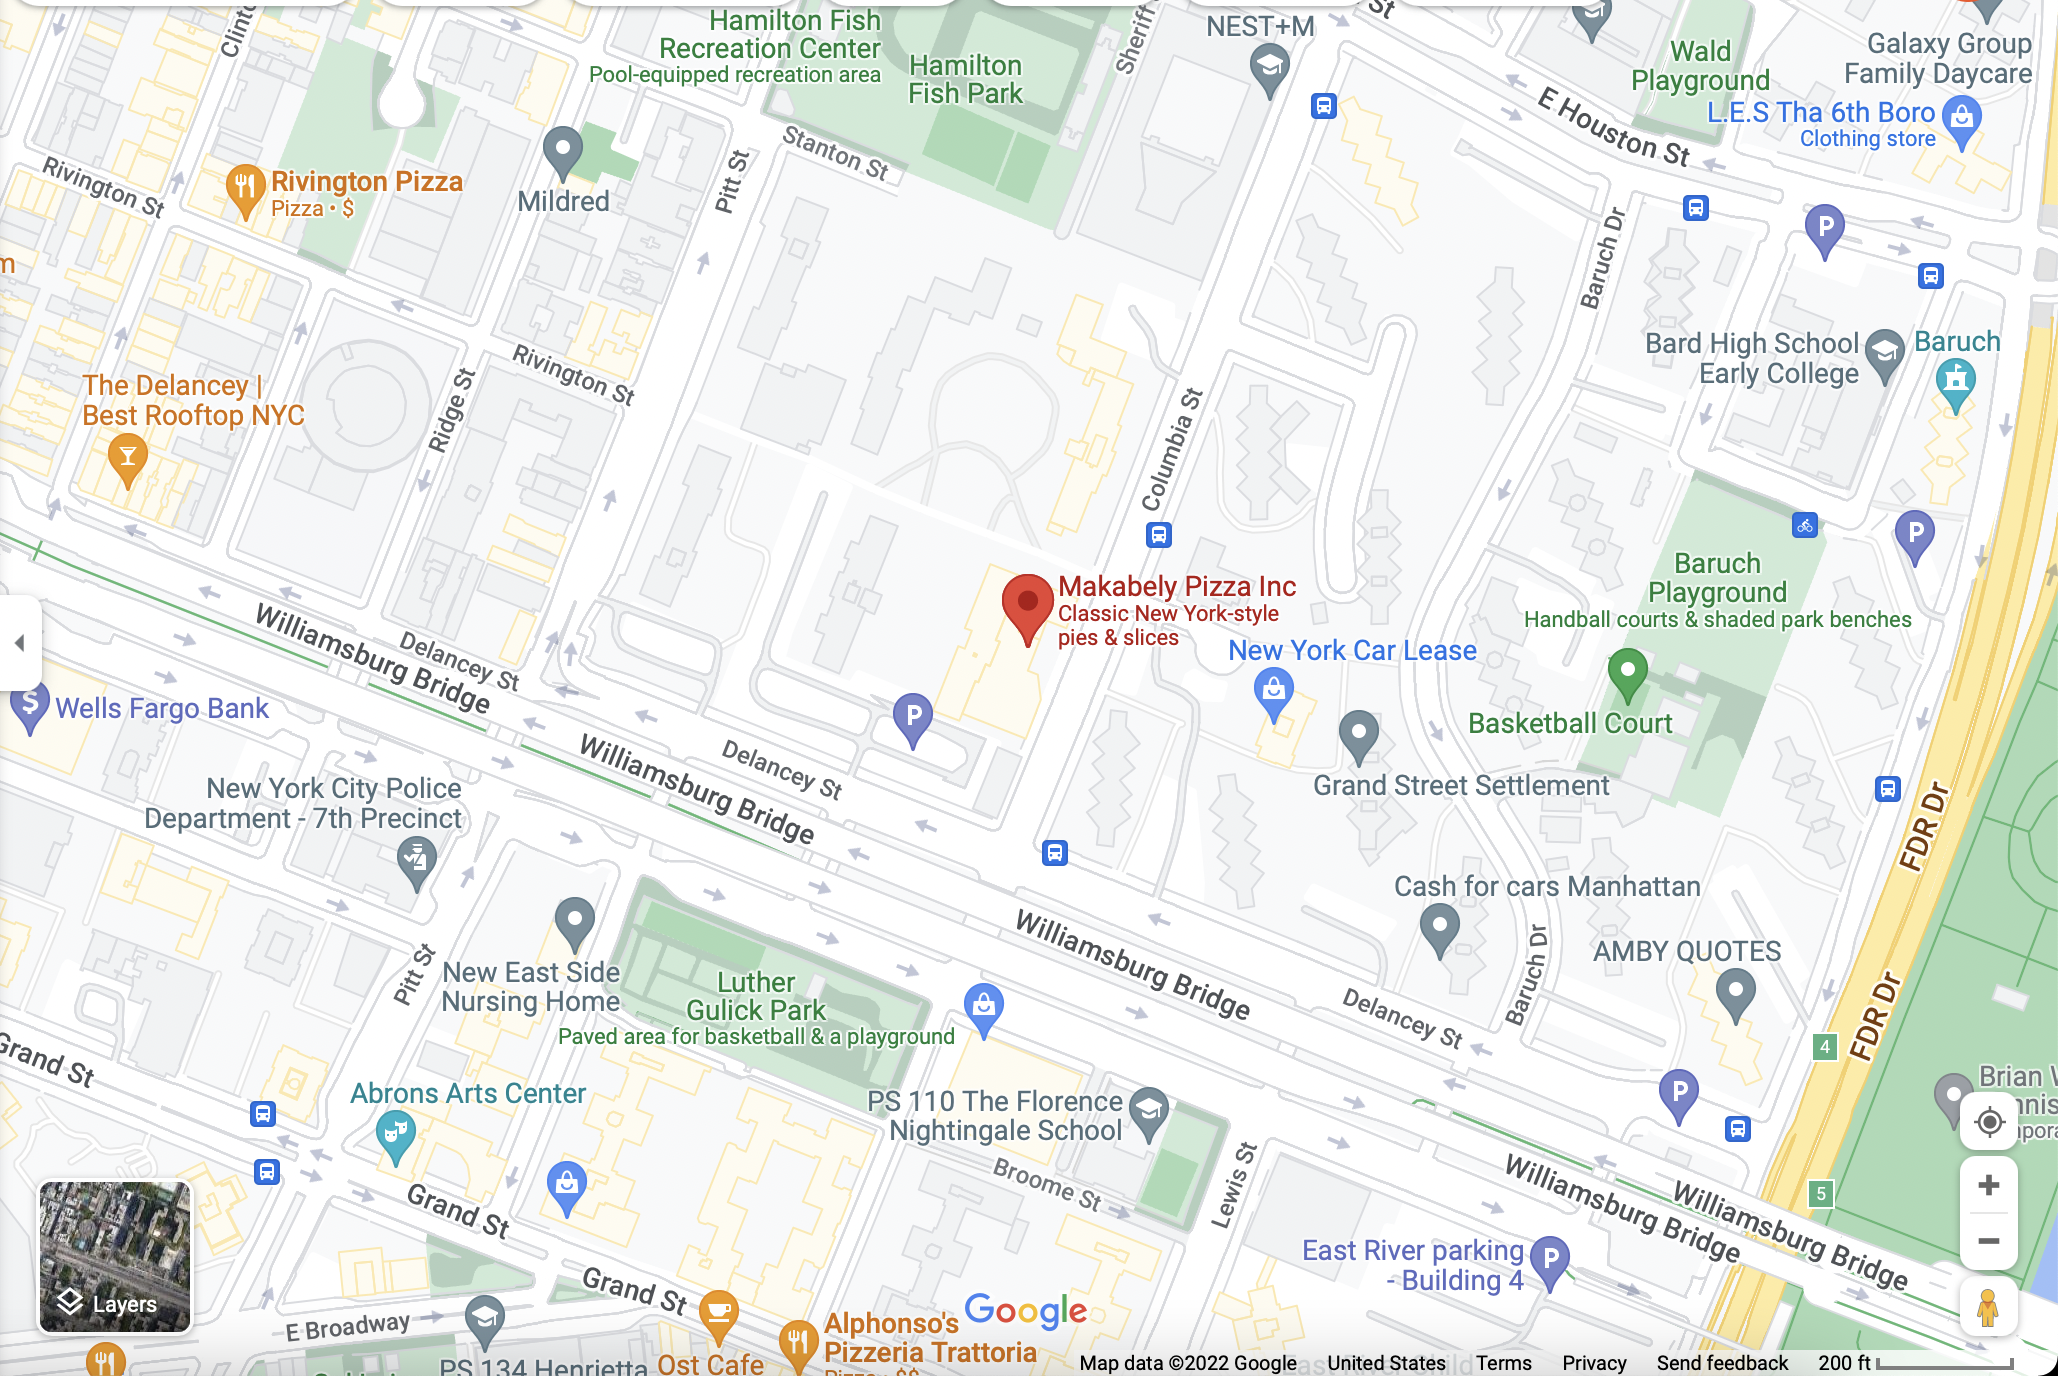 Clinto
Hamilton Fish
Recreation Center
Pool-equipped recreation area
Hamilton
Fish Park
Sheriff
NEST+M
St
Wald
Playground
Galaxy Group
Family Daycare
L.E.S Tha 6th Boro
Clothing store
E Houston St
Rivington St
Rivington Pizza
Pizza • $
Mildred
Pitt St
Stanton St
Baruch Dr
P
m
The Delancey |
Best Rooftop NYC
Ridge St
Rivington St
Columbia St
Bard High School
Early College
Baruch
P
Baruch
Playground
Handball courts & shaded park benches
Makabely Pizza Inc
Classic New York-style
pies & slices
New York Car Lease
Williamsburg Bridge
Delancey St
Basketball Court
$
Wells Fargo Bank
P
Williamsburg Bridge
Delancey St
Grand Street Settlement
New York City Police
Department - 7th Precinct
FDR Dr
Cash for cars Manhattan
AMBY QUOTES
Pitt St
New East Side
Nursing Home
Luther
Gulick Park
Paved area for basketball & a playground
Williamsburg Bridge
Delancey St
Baruch Dr
FDR Dr
4
Grand St
Abrons Arts Center
PS 110 The Florence
Nightingale School
P
Brian W
nnis
pora
Broome St
Lewis St
Williamsburg Bridge
Williamsburg Bridge
5
Grand St
Grand St
East River parking
- Building 4
P
Layers
E Broadway
PS 134 Henrietta
Ost Cafe
Alphonso's
Pizzeria Trattoria
Pizza • $$
Google
East River Child
Map data ©2022 Google
United States
Terms
Privacy
Send feedback
200 ft